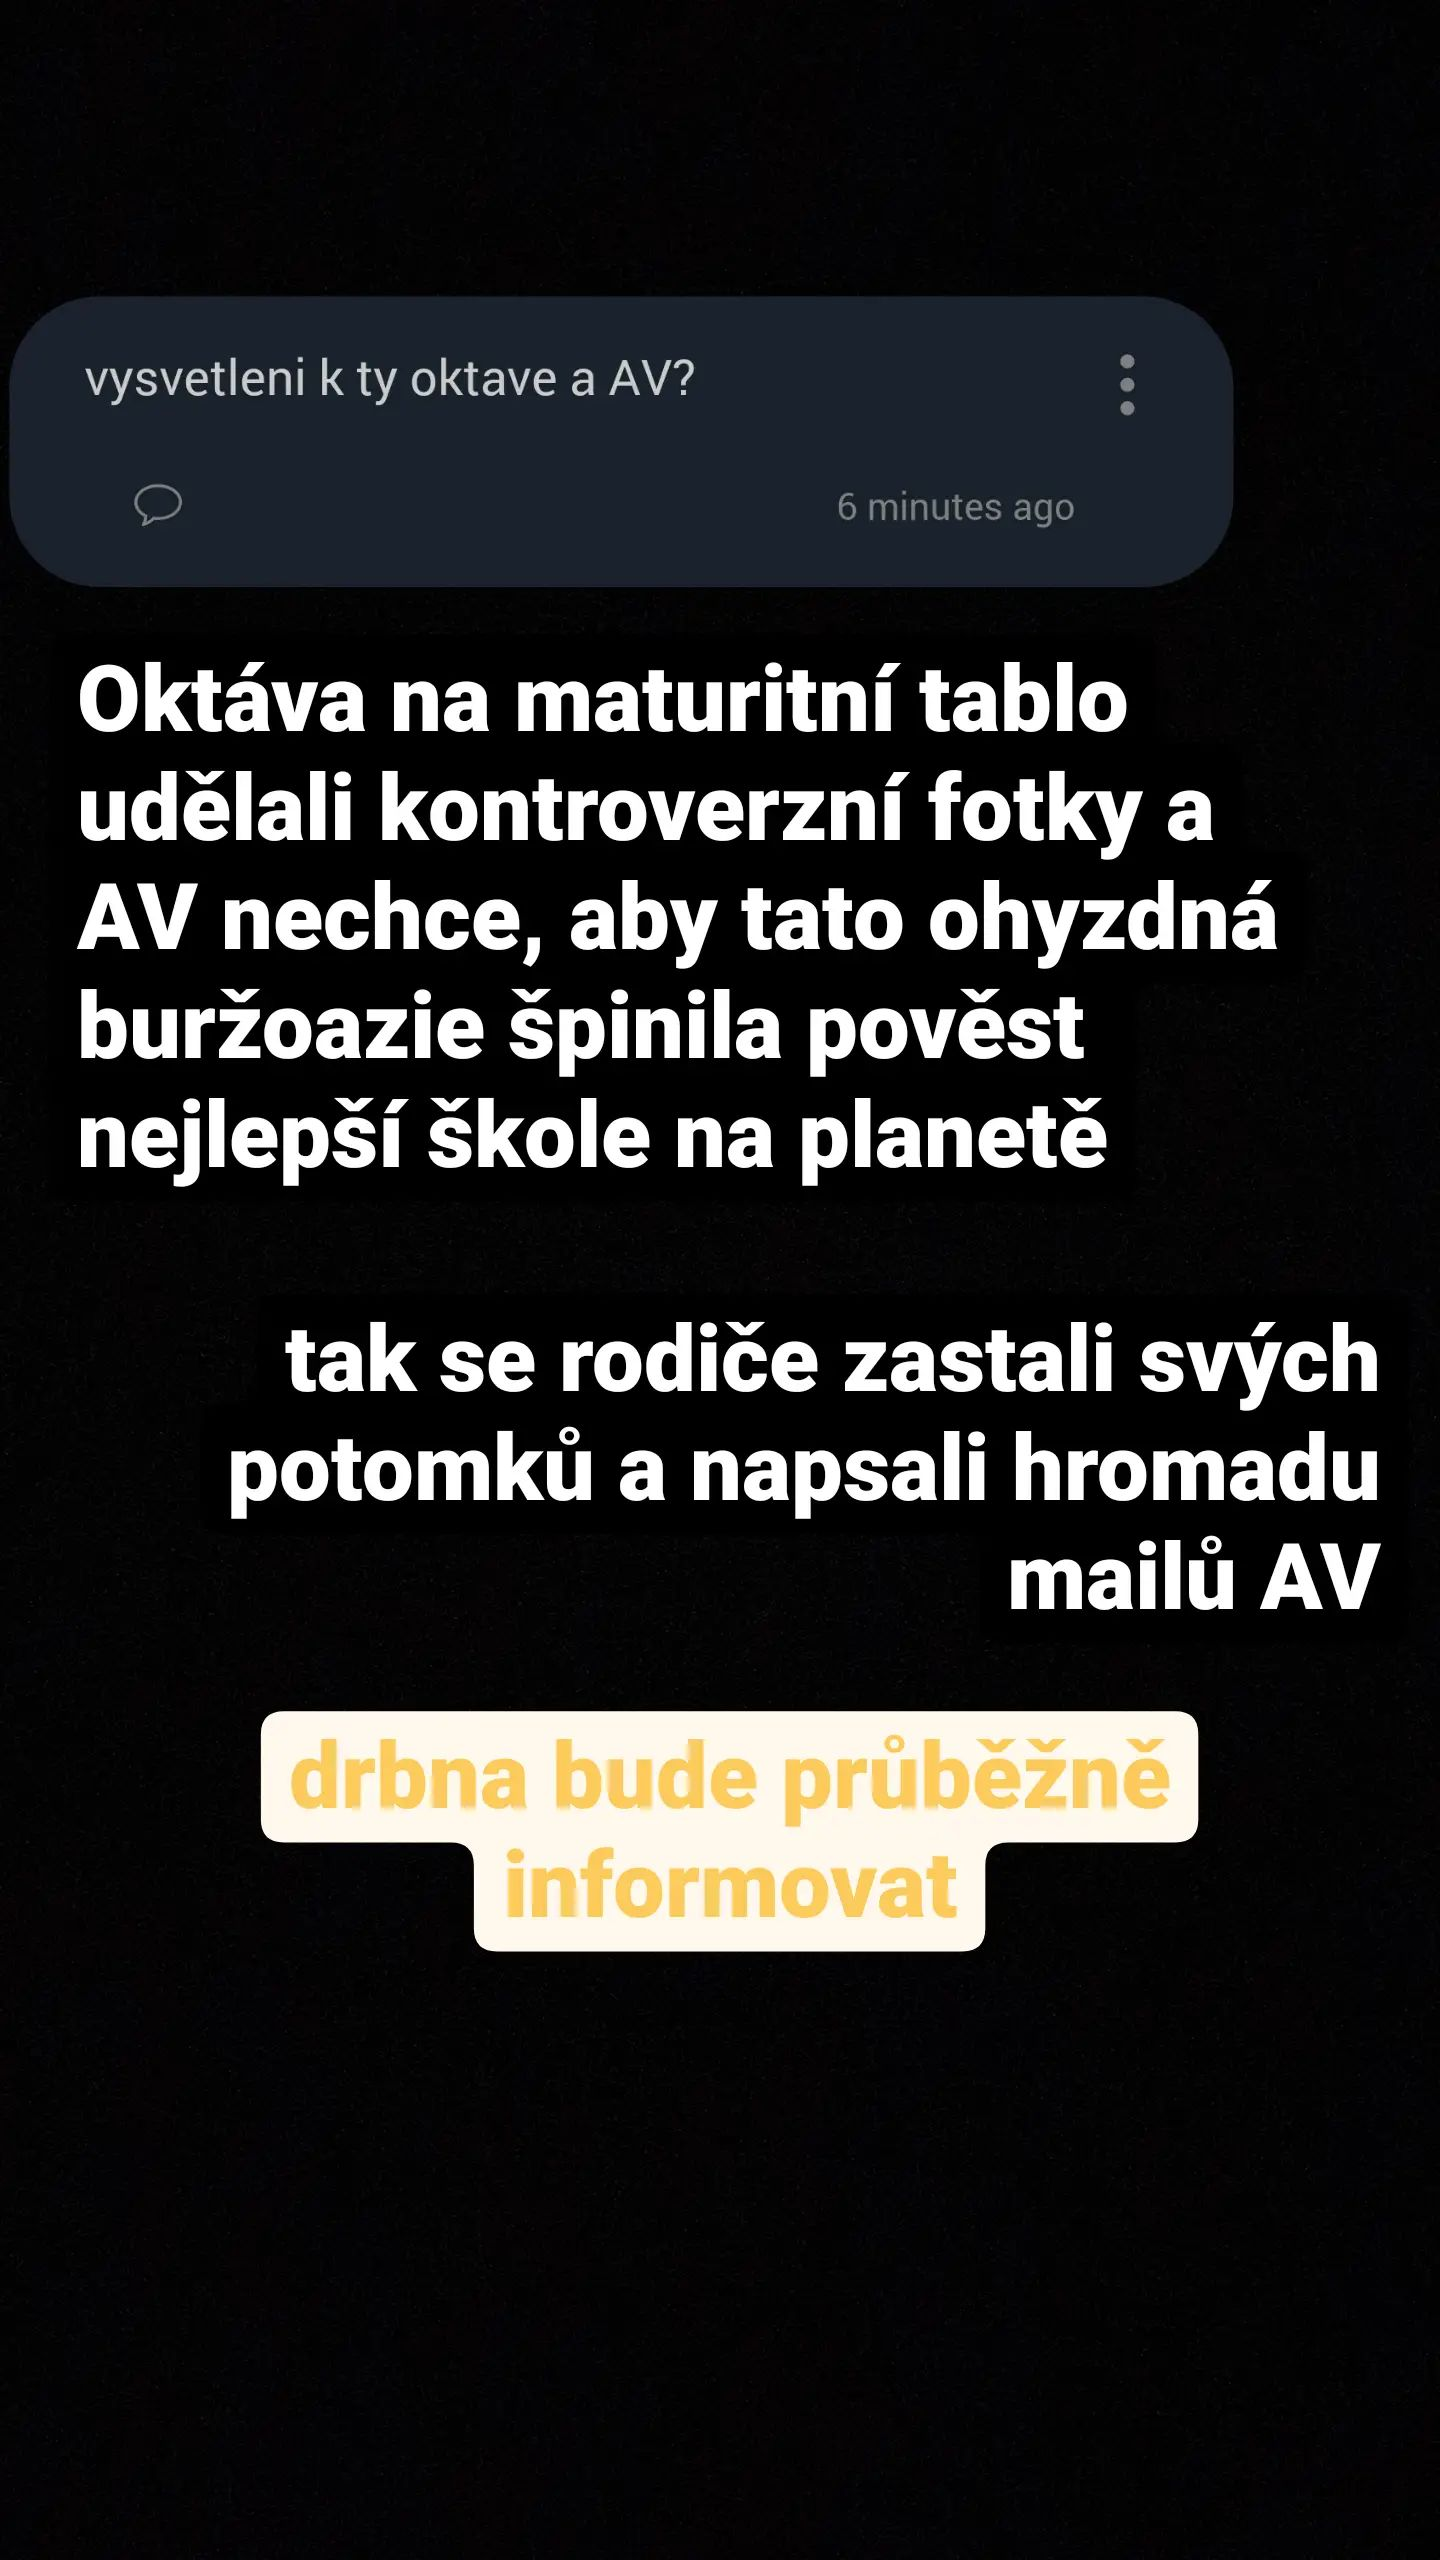 vysvetleni k ty oktave a AV?
6 minutes ago
Oktáva na maturitní tablo
udělali kontroverzní fotky a
AV nechce, aby tato ohyzdná
buržoazie špinila pověst
nejlepší škole na planetě
tak se rodiče zastali svých
potomků a napsali hromadu
mailů AV
drbna bude průběžně
informovat